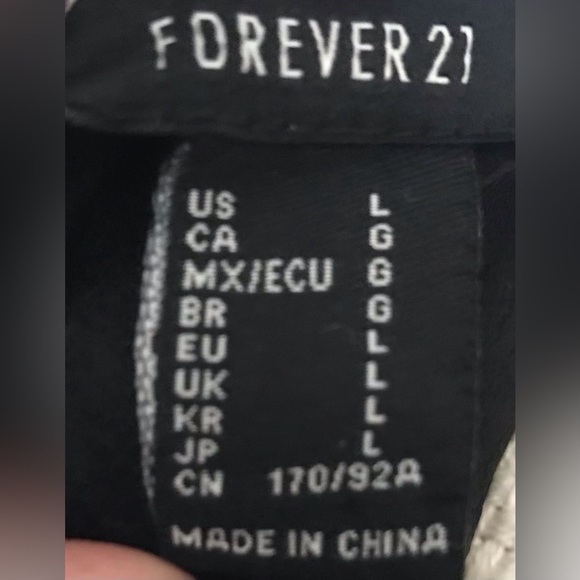 FOREVER 21
US L
CA G
MX/ECU G
BR G
EU L
UK L
KR L
JP L
CN 170/92A
MADE IN CHINA